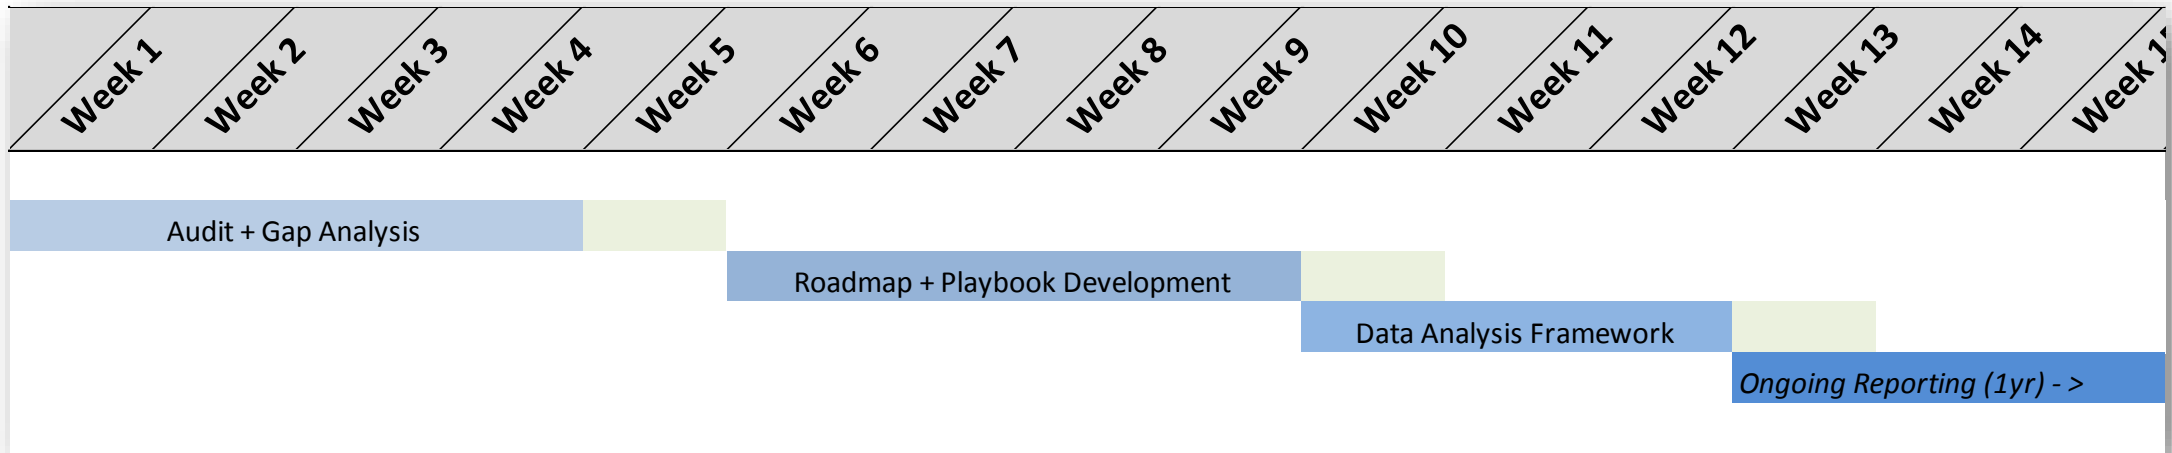 Week 1
Week 2
Week 3
Week 4
Week 5
Week 6
Week 7
Week 8
Week 9
Week 10
Week 11
Week 12
Week 13
Week 14
Week 1
Audit + Gap Analysis
Roadmap + Playbook Development
Data Analysis Framework
Ongoing Reporting (1yr) - >